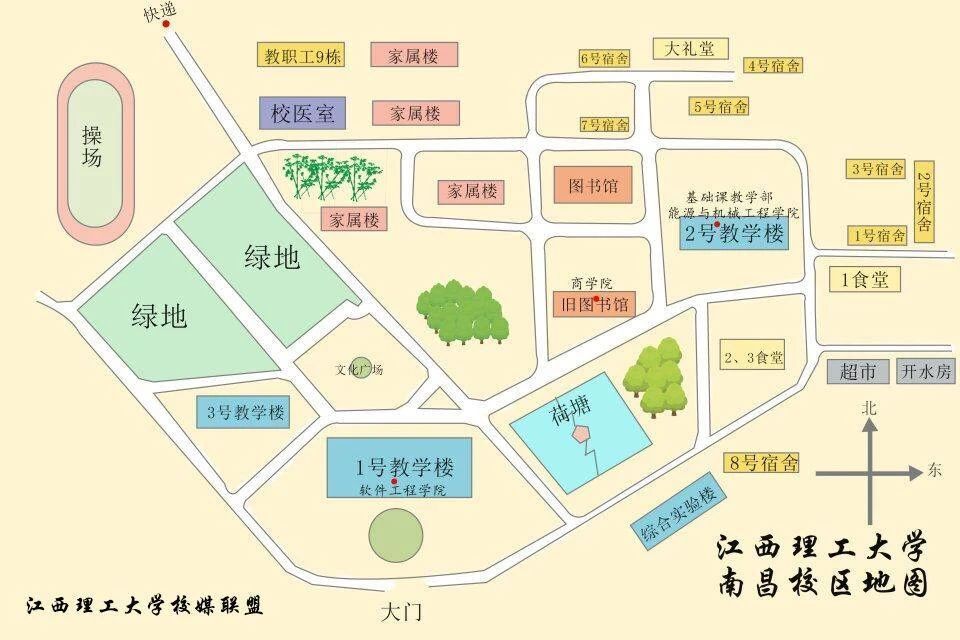 快递
教职工9栋
家属楼
6号宿舍
大礼堂
4号宿舍
校医室
家属楼
7号宿舍
5号宿舍
操场
家属楼
家属楼
图书馆
基础课教学部
能源与机械工程学院
2号教学楼
3号宿舍
2号宿舍
1号宿舍
绿地
绿地
商学院
旧图书馆
1食堂
文化广场
2、3食堂
超市
开水房
3号教学楼
荷塘
北
东
1号教学楼
软件工程学院
8号宿舍
综合实验楼
江西理工大学
南昌校区地图
江西理工大学校媒联盟
大门